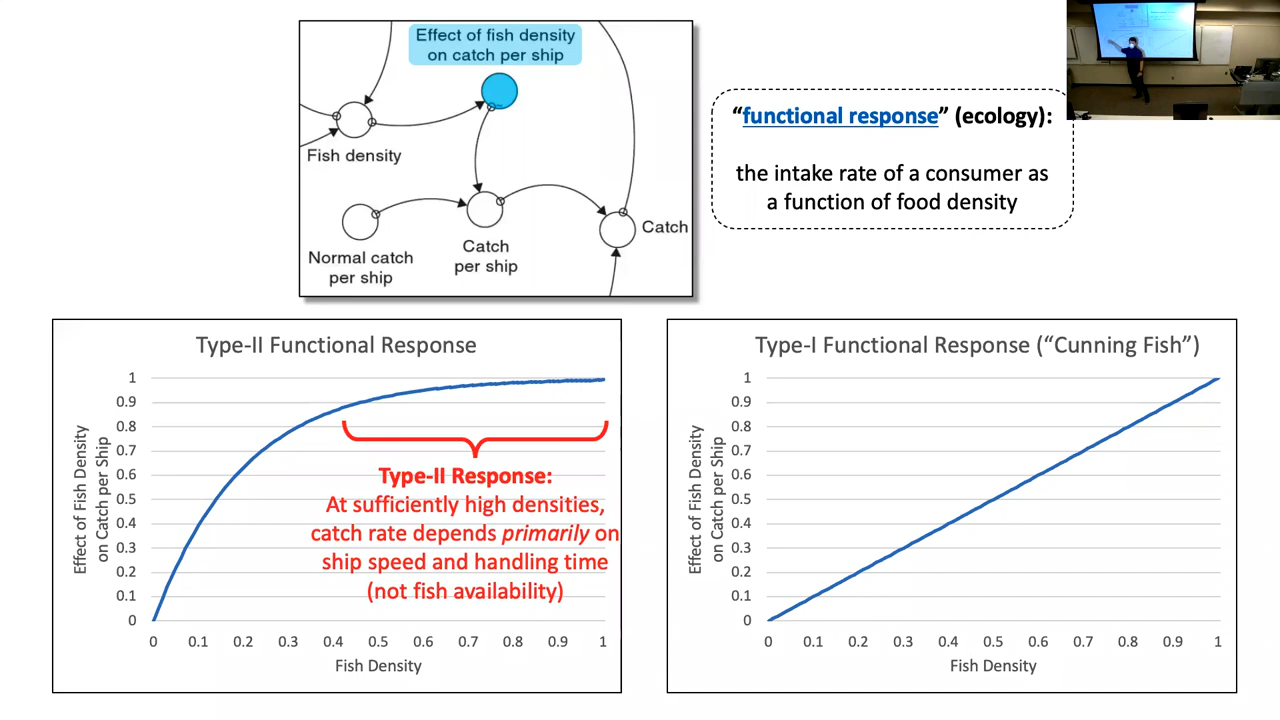 Effect of fish density
on catch per ship
Fish density
Normal catch
per ship
Catch
per ship
Catch
“functional response” (ecology):
the intake rate of a consumer as
a function of food density
Type-II Functional Response
1
0.9
0.8
0.7
0.6
0.5
0.4
0.3
0.2
0.1
0
Effect of Fish Density
on Catch per Ship
Type-II Response:
At sufficiently high densities,
catch rate depends primarily on
ship speed and handling time
(not fish availability)
0 0.1 0.2 0.3 0.4 0.5 0.6 0.7 0.8 0.9 1
Fish Density
Type-I Functional Response (“Cunning Fish”)
1
0.9
0.8
0.7
0.6
0.5
0.4
0.3
0.2
0.1
0
Effect of Fish Density
on Catch per Ship
0 0.1 0.2 0.3 0.4 0.5 0.6 0.7 0.8 0.9 1
Fish Density